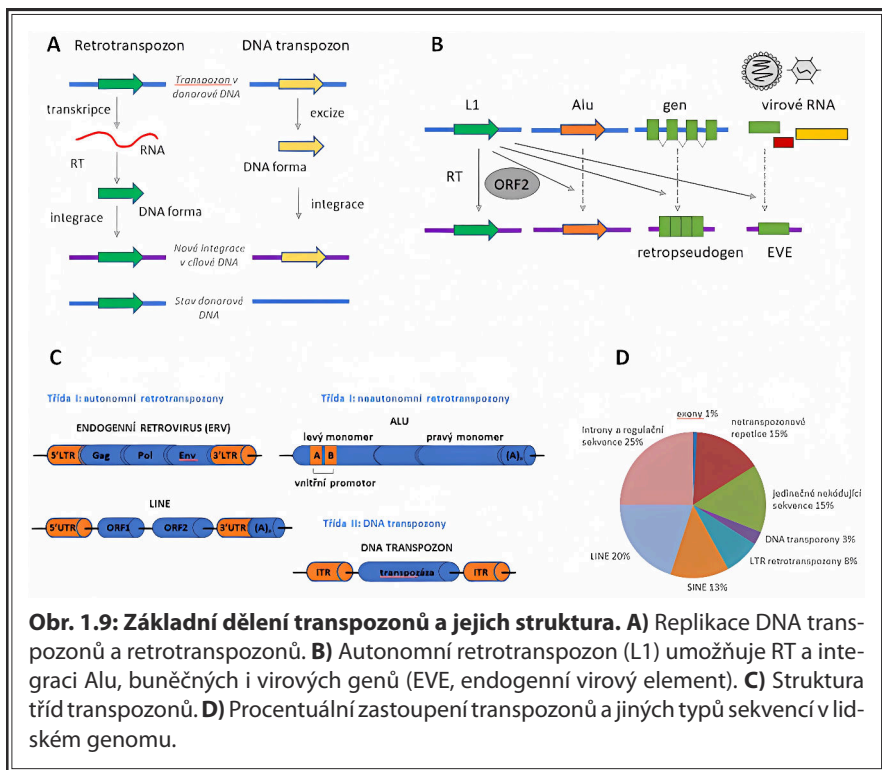 A
Retrotranspozon
DNA transpozon
Transpozon v
donorové DNA
transkripce
excize
RNA
RT
DNA forma
DNA forma
integrace
integrace
Nové integrace
v cílové DNA
Stav donorové
DNA
B
L1
Alu
gen
virové RNA
RT
ORF2
retropseudogen
EVE
C
Třída I: autonomní retrotranspozony
ENDOGENNÍ RETROVIRUS (ERV)
5'LTR Gag Pol Env 3'LTR
LINE
5'UTR ORF1 ORF2 3'UTR (A)n
Třída I: neautonomní retrotranspozony
ALU
levý monomer
pravý monomer
A B (A)n
vnitřní promotor
Třída II: DNA transpozony
DNA TRANSPOZON
ITR transpozáza ITR
D
exony 1%
netranspozonové
repetice 15%
jedinačné nekódující
sekvence 15%
DNA transpozony 3%
LTR retrotranspozony 8%
SINE 13%
LINE 20%
introny a regulační
sekvence 25%
Obr. 1.9: Základní dělení transpozonů a jejich struktura. A) Replikace DNA trans-
pozonů a retrotranspozonů. B) Autonomní retrotranspozon (L1) umožňuje RT a inte-
graci Alu, buněčných i virových genů (EVE, endogenní virový element). C) Struktura
tříd transpozonů. D) Procentuální zastoupení transpozonů a jiných typů sekvencí v lid-
ském genomu.